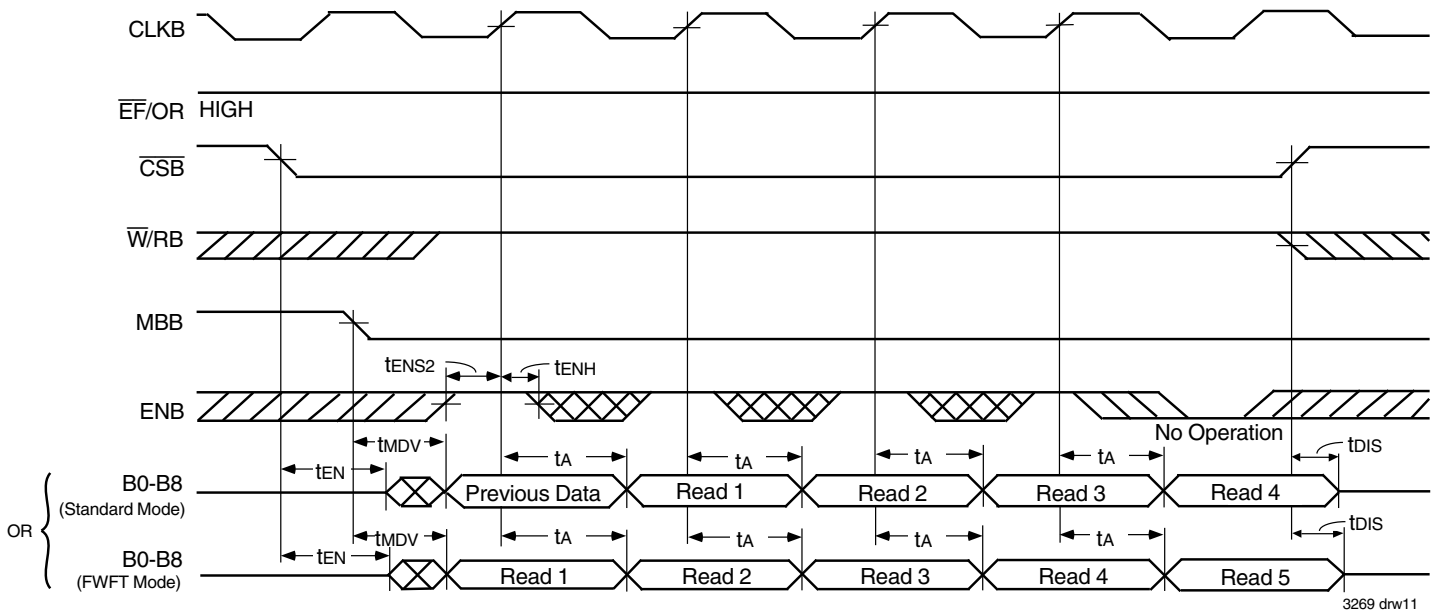 CLKB
EF/OR HIGH
CSB
W/RB
MBB
tENS2 tENH
ENB
No Operation
tMDV
tEN tA tA tA tA tDIS
B0-B8 Previous Data Read 1 Read 2 Read 3 Read 4
(Standard Mode)
OR
tMDV tDIS
tEN tA tA tA tA
B0-B8 Read 1 Read 2 Read 3 Read 4 Read 5
(FWFT Mode)
3269 drw11